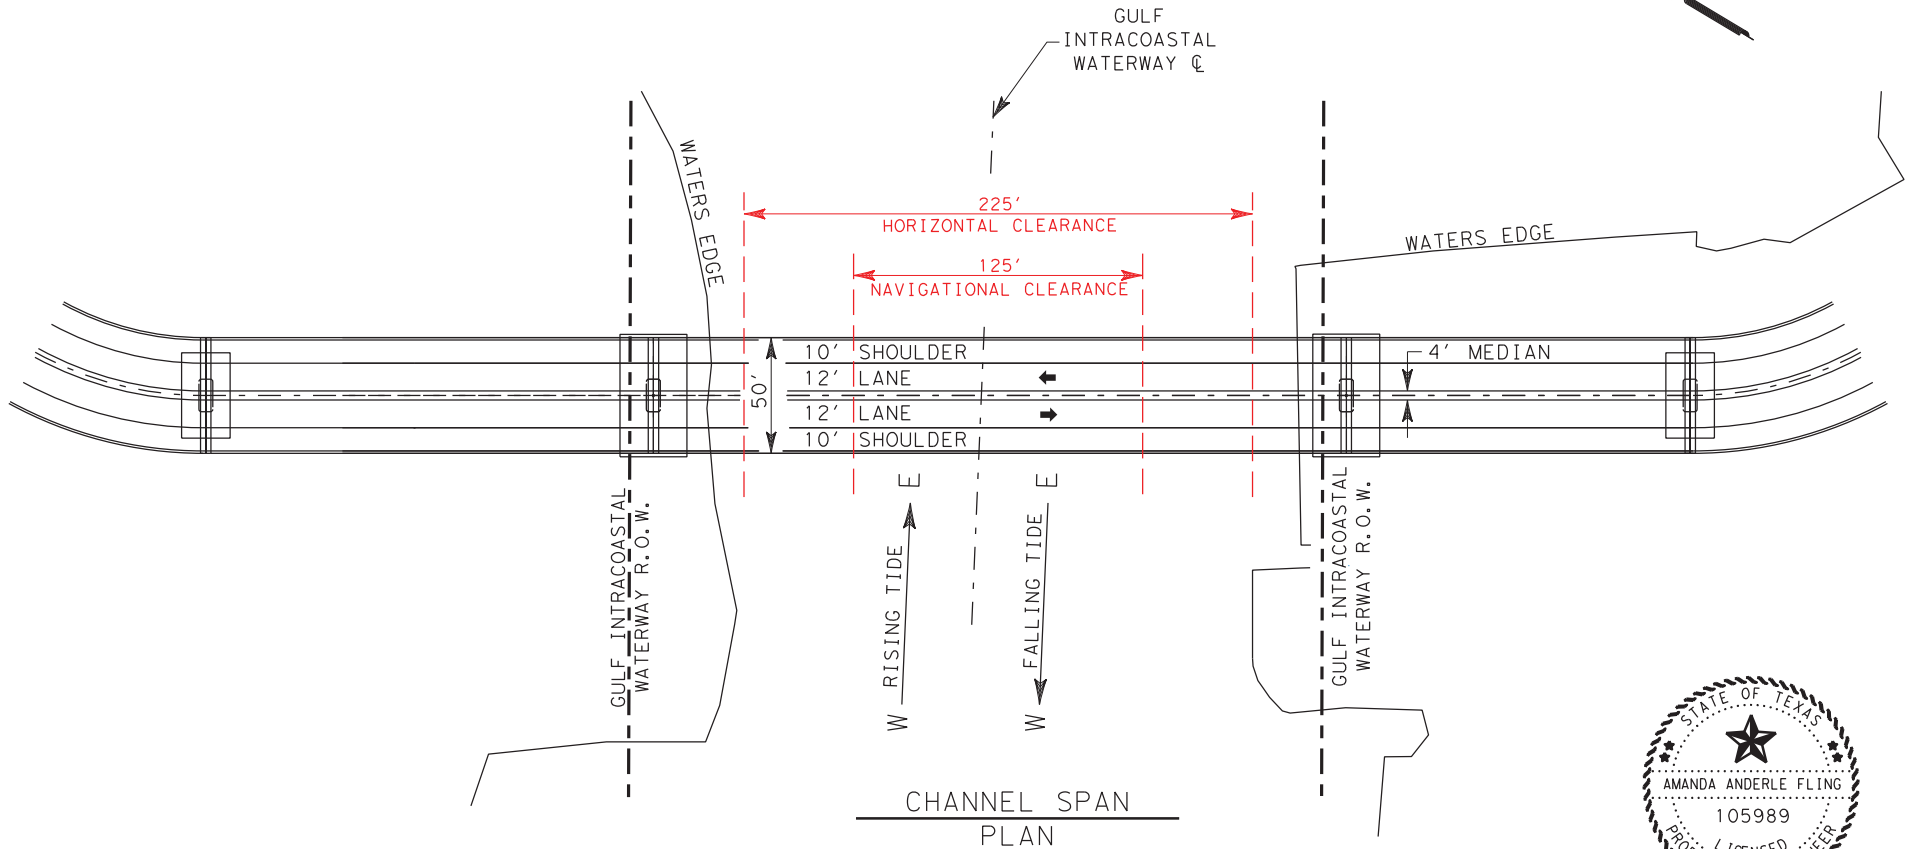 GULF
INTRACOASTAL
WATERWAY ℄
WATERS EDGE
225'
HORIZONTAL CLEARANCE
125'
NAVIGATIONAL CLEARANCE
WATERS EDGE
10' SHOULDER
12' LANE
12' LANE
10' SHOULDER
50'
4' MEDIAN
GULF INTRACOASTAL
WATERWAY R.O.W.
W RISING TIDE E
W FALLING TIDE E
GULF INTRACOASTAL
WATERWAY R.O.W.
CHANNEL SPAN
PLAN
STATE OF TEXAS
AMANDA ANDERLE FLING
105989